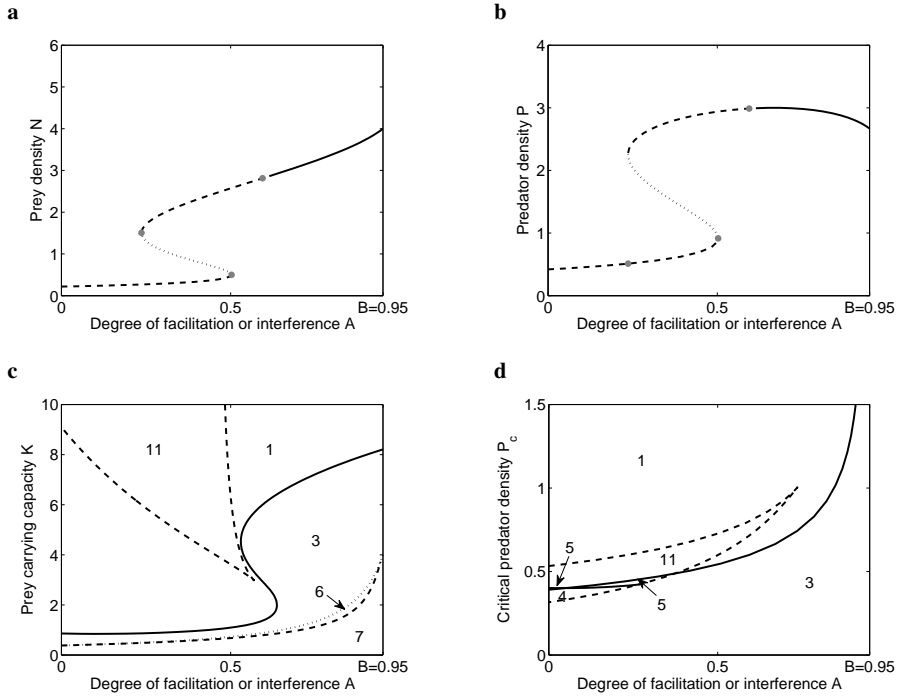 a
6
5
4
3
2
1
0
Prey density N
0
0.5
B=0.95
Degree of facilitation or interference A
b
4
3
2
1
0
Predator density P
0
0.5
B=0.95
Degree of facilitation or interference A
c
10
8
6
4
2
0
Prey carrying capacity K
11
1
3
6
7
0
0.5
B=0.95
Degree of facilitation or interference A
d
1.5
1
0.5
0
Critical predator density Pc
1
5
11
4
5
3
0
0.5
B=0.95
Degree of facilitation or interference A